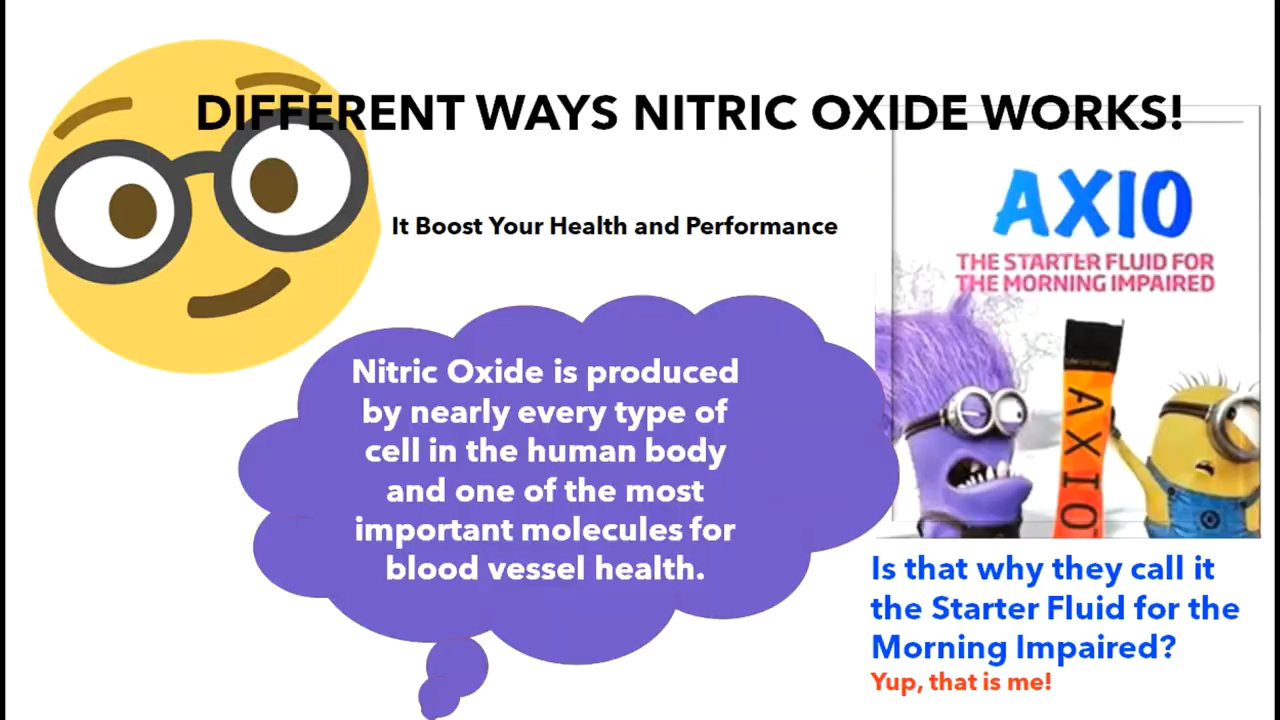 DIFFERENT WAYS NITRIC OXIDE WORKS!
It Boost Your Health and Performance
Nitric Oxide is produced
by nearly every type of
cell in the human body
and one of the most
important molecules for
blood vessel health.
AXIO
THE STARTER FLUID FOR
THE MORNING IMPAIRED
AXIO
Is that why they call it
the Starter Fluid for the
Morning Impaired?
Yup, that is me!